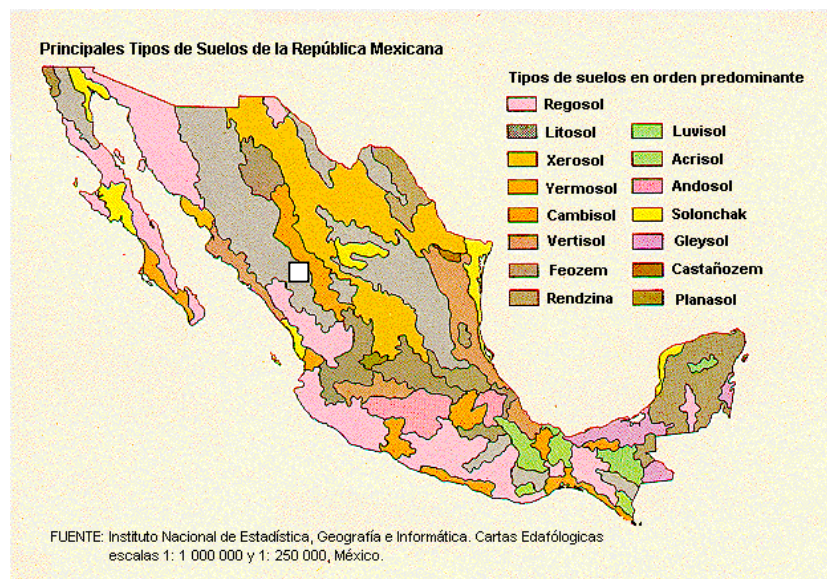 Principales Tipos de Suelos de la República Mexicana
Tipos de suelos en orden predominante
Regosol
Litosol
Xerosol
Yermosol
Cambisol
Vertisol
Feozem
Rendzina
Luvisol
Acrisol
Andosol
Solonchak
Gleysol
Castañozem
Planasol
FUENTE: Instituto Nacional de Estadística, Geografía e Informática. Cartas Edafólogicas
escalas 1: 1 000 000 y 1: 250 000, México.